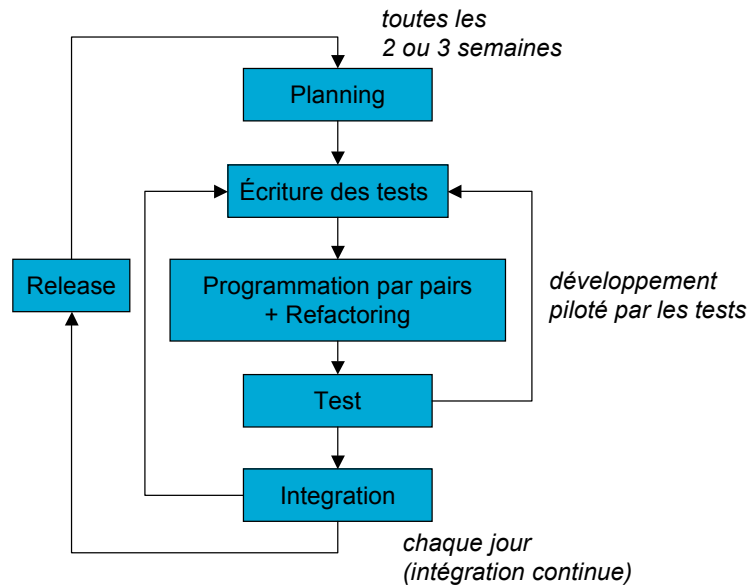 toutes les
2 ou 3 semaines
Planning
Écriture des tests
Release
Programmation par pairs
+ Refactoring
développement
piloté par les tests
Test
Integration
chaque jour
(intégration continue)